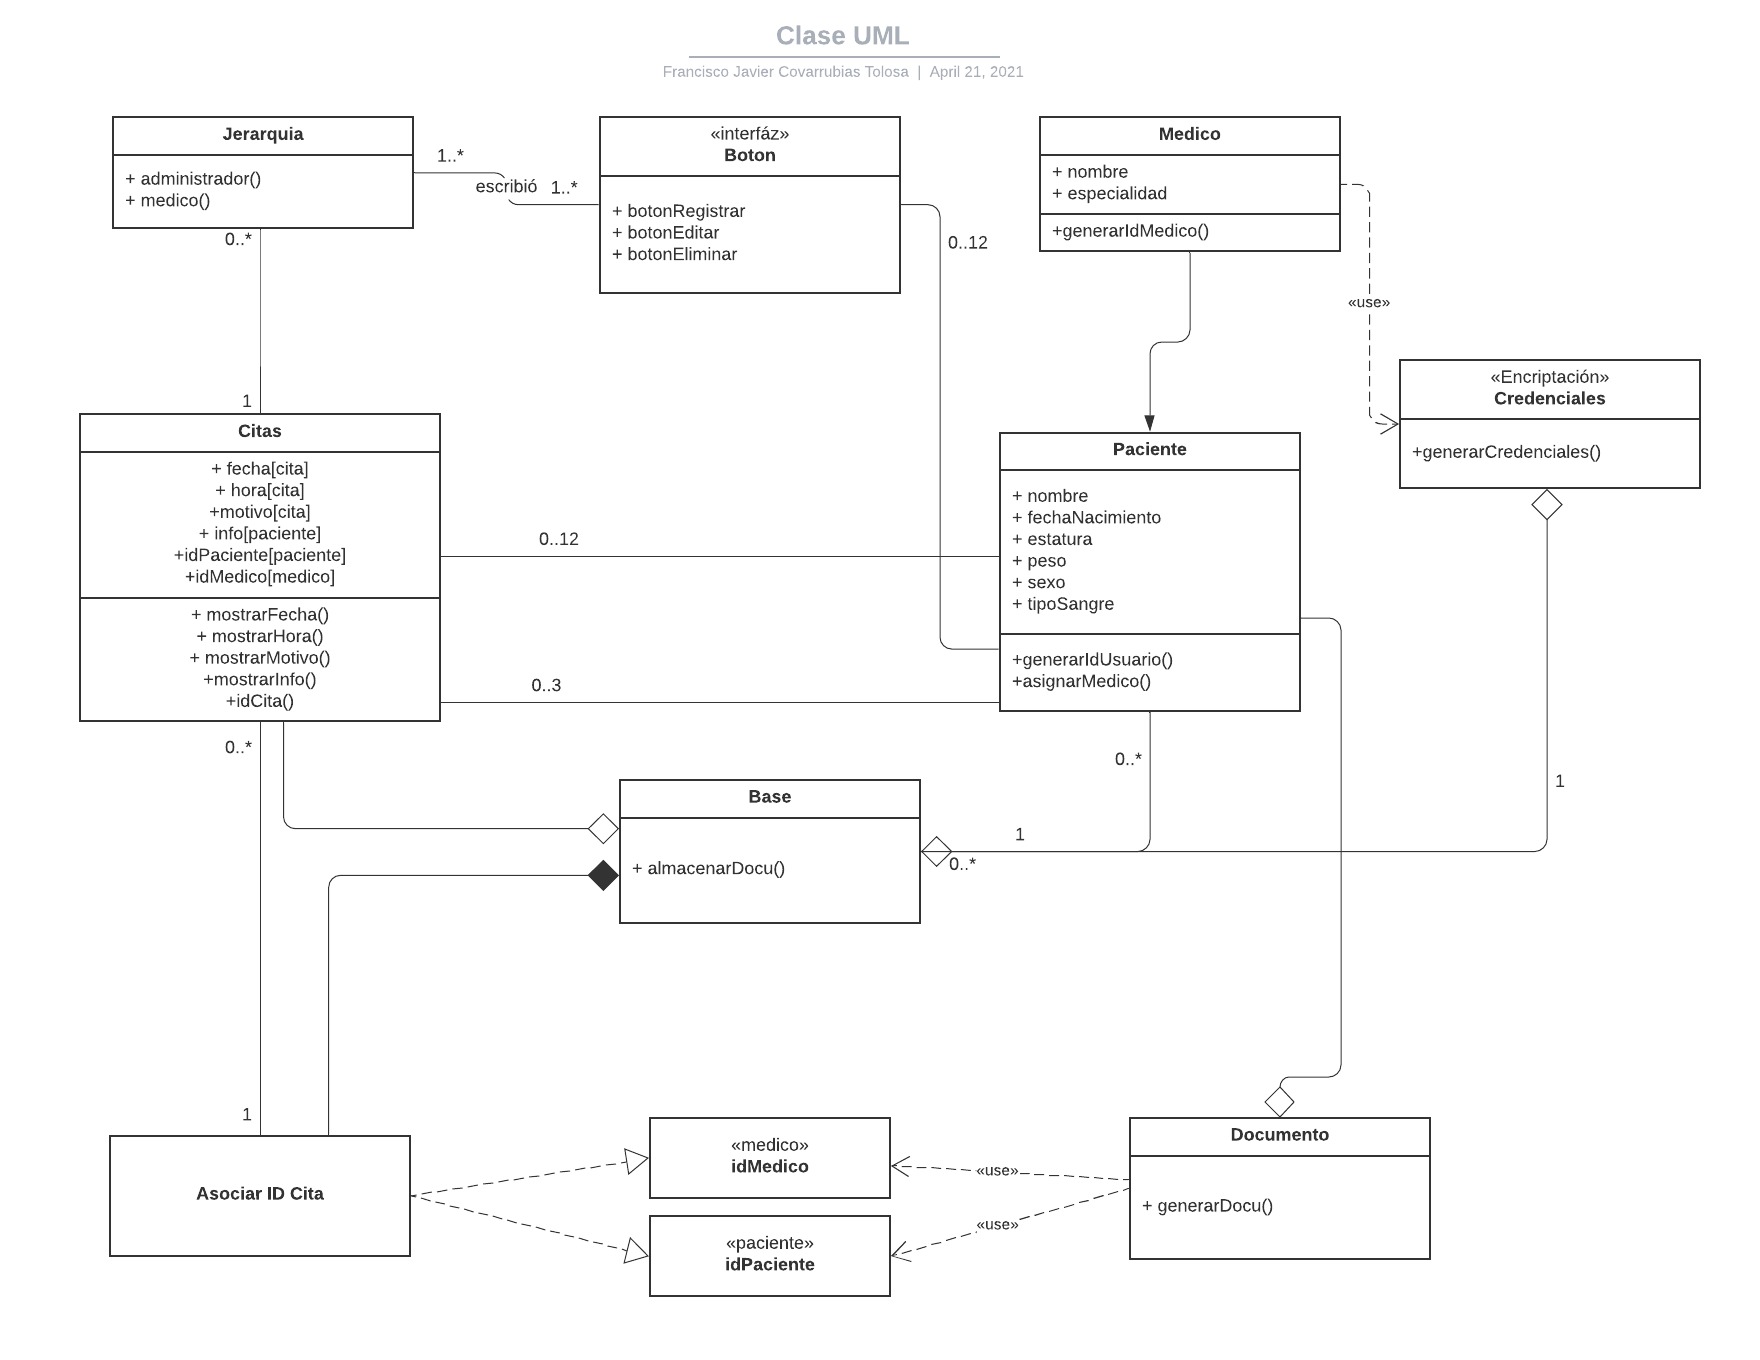 Clase UML
Francisco Javier Covarrubias Tolosa | April 21, 2021
Jerarquia
+ administrador()
+ medico()
1..*
escribió 1..*
«interfáz»
Boton
+ botonRegistrar
+ botonEditar
+ botonEliminar
0..12
Medico
+ nombre
+ especialidad
+generarIdMedico()
«use»
«Encriptación»
Credenciales
+generarCredenciales()
0..*
1
Citas
+ fecha[cita]
+ hora[cita]
+motivo[cita]
+ info[paciente]
+idPaciente[paciente]
+idMedico[medico]
+ mostrarFecha()
+ mostrarHora()
+ mostrarMotivo()
+mostrarInfo()
+idCita()
0..12
0..3
Paciente
+ nombre
+ fechaNacimiento
+ estatura
+ peso
+ sexo
+ tipoSangre
+generarIdUsuario()
+asignarMedico()
0..*
0..*
1
Base
+ almacenarDocu()
1
0..*
1
Asociar ID Cita
«medico»
idMedico
«paciente»
idPaciente
«use»
«use»
Documento
+ generarDocu()